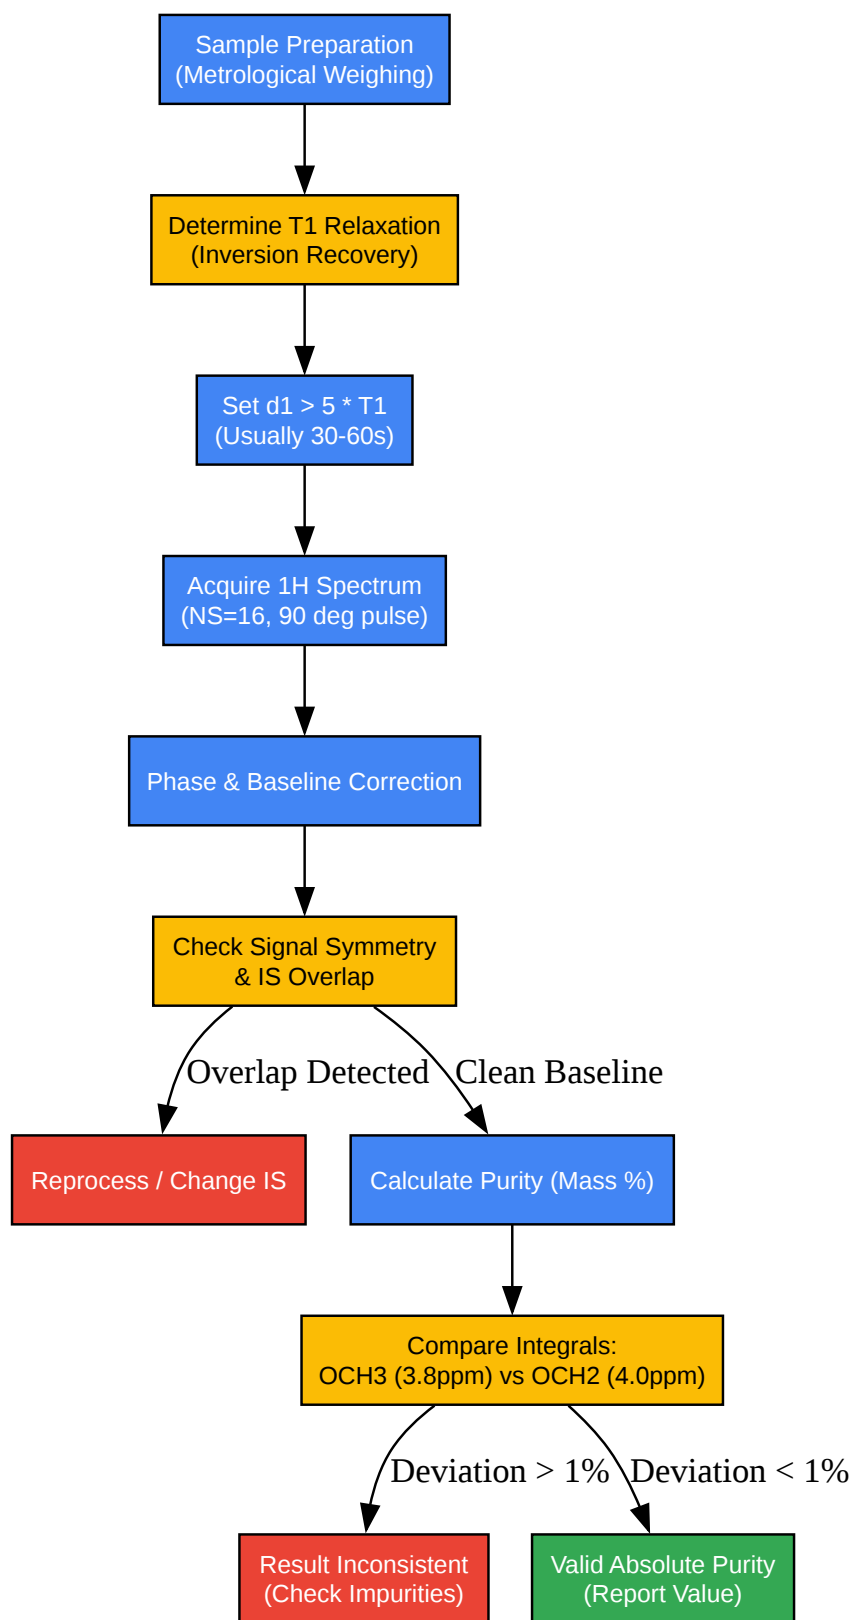 Sample Preparation
(Metrological Weighing)
Determine T1 Relaxation
(Inversion Recovery)
Set d1 > 5 * T1
(Usually 30-60s)
Acquire 1H Spectrum
(NS=16, 90 deg pulse)
Phase & Baseline Correction
Check Signal Symmetry
& IS Overlap
Overlap Detected
Clean Baseline
Reprocess / Change IS
Calculate Purity (Mass %)
Compare Integrals:
OCH3 (3.8ppm) vs OCH2 (4.0ppm)
Deviation > 1%
Deviation < 1%
Result Inconsistent
(Check Impurities)
Valid Absolute Purity
(Report Value)